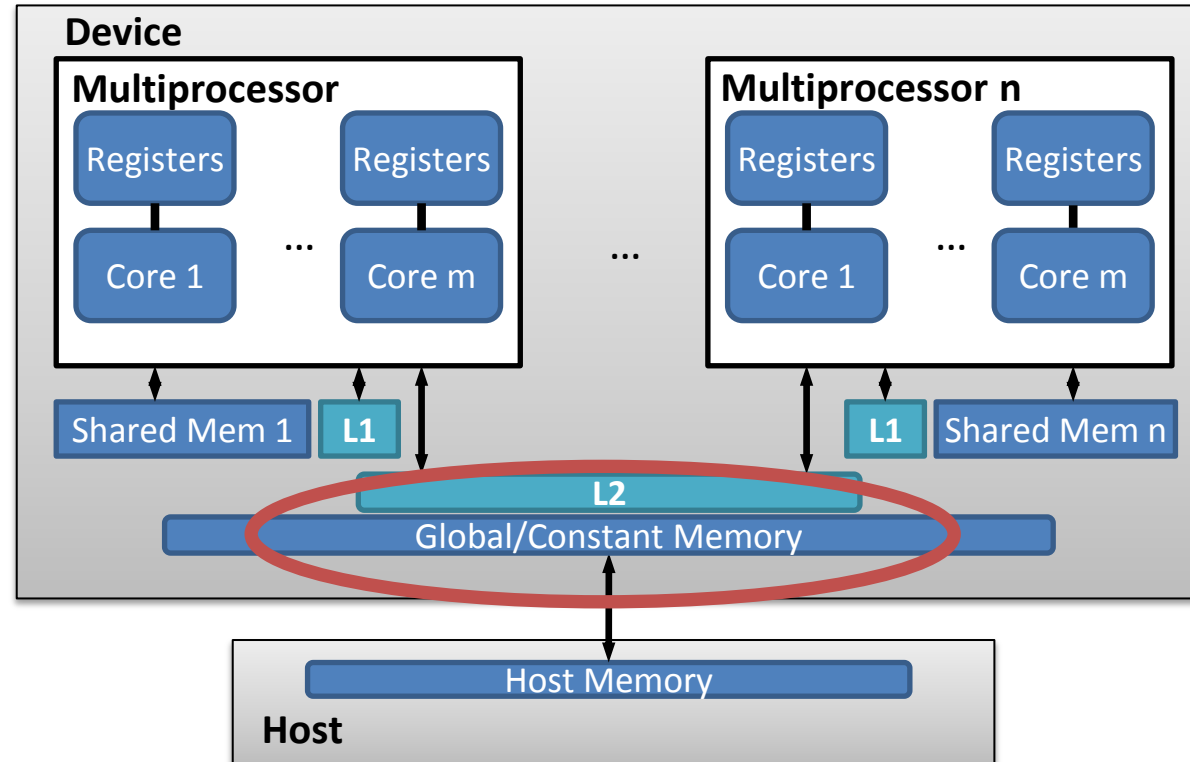 Device
Multiprocessor
Multiprocessor n
Registers
Registers
Registers
Registers
...
...
...
Core 1
Core m
Core 1
Core m
Shared Mem 1
L1
L1
Shared Mem n
L2
Global/Constant Memory
Host Memory
Host